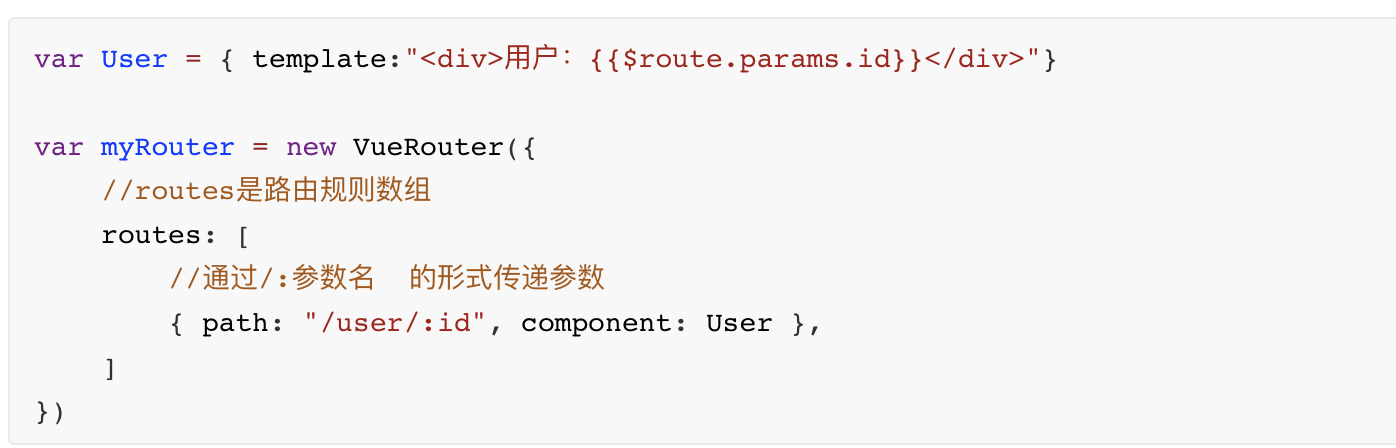 var User = { template:"<div>用户：{{$route.params.id}}</div>"}
var myRouter = new VueRouter({
    //routes是路由规则数组
    routes: [
        //通过/:参数名  的形式传递参数
        { path: "/user/:id", component: User },
    ]
})